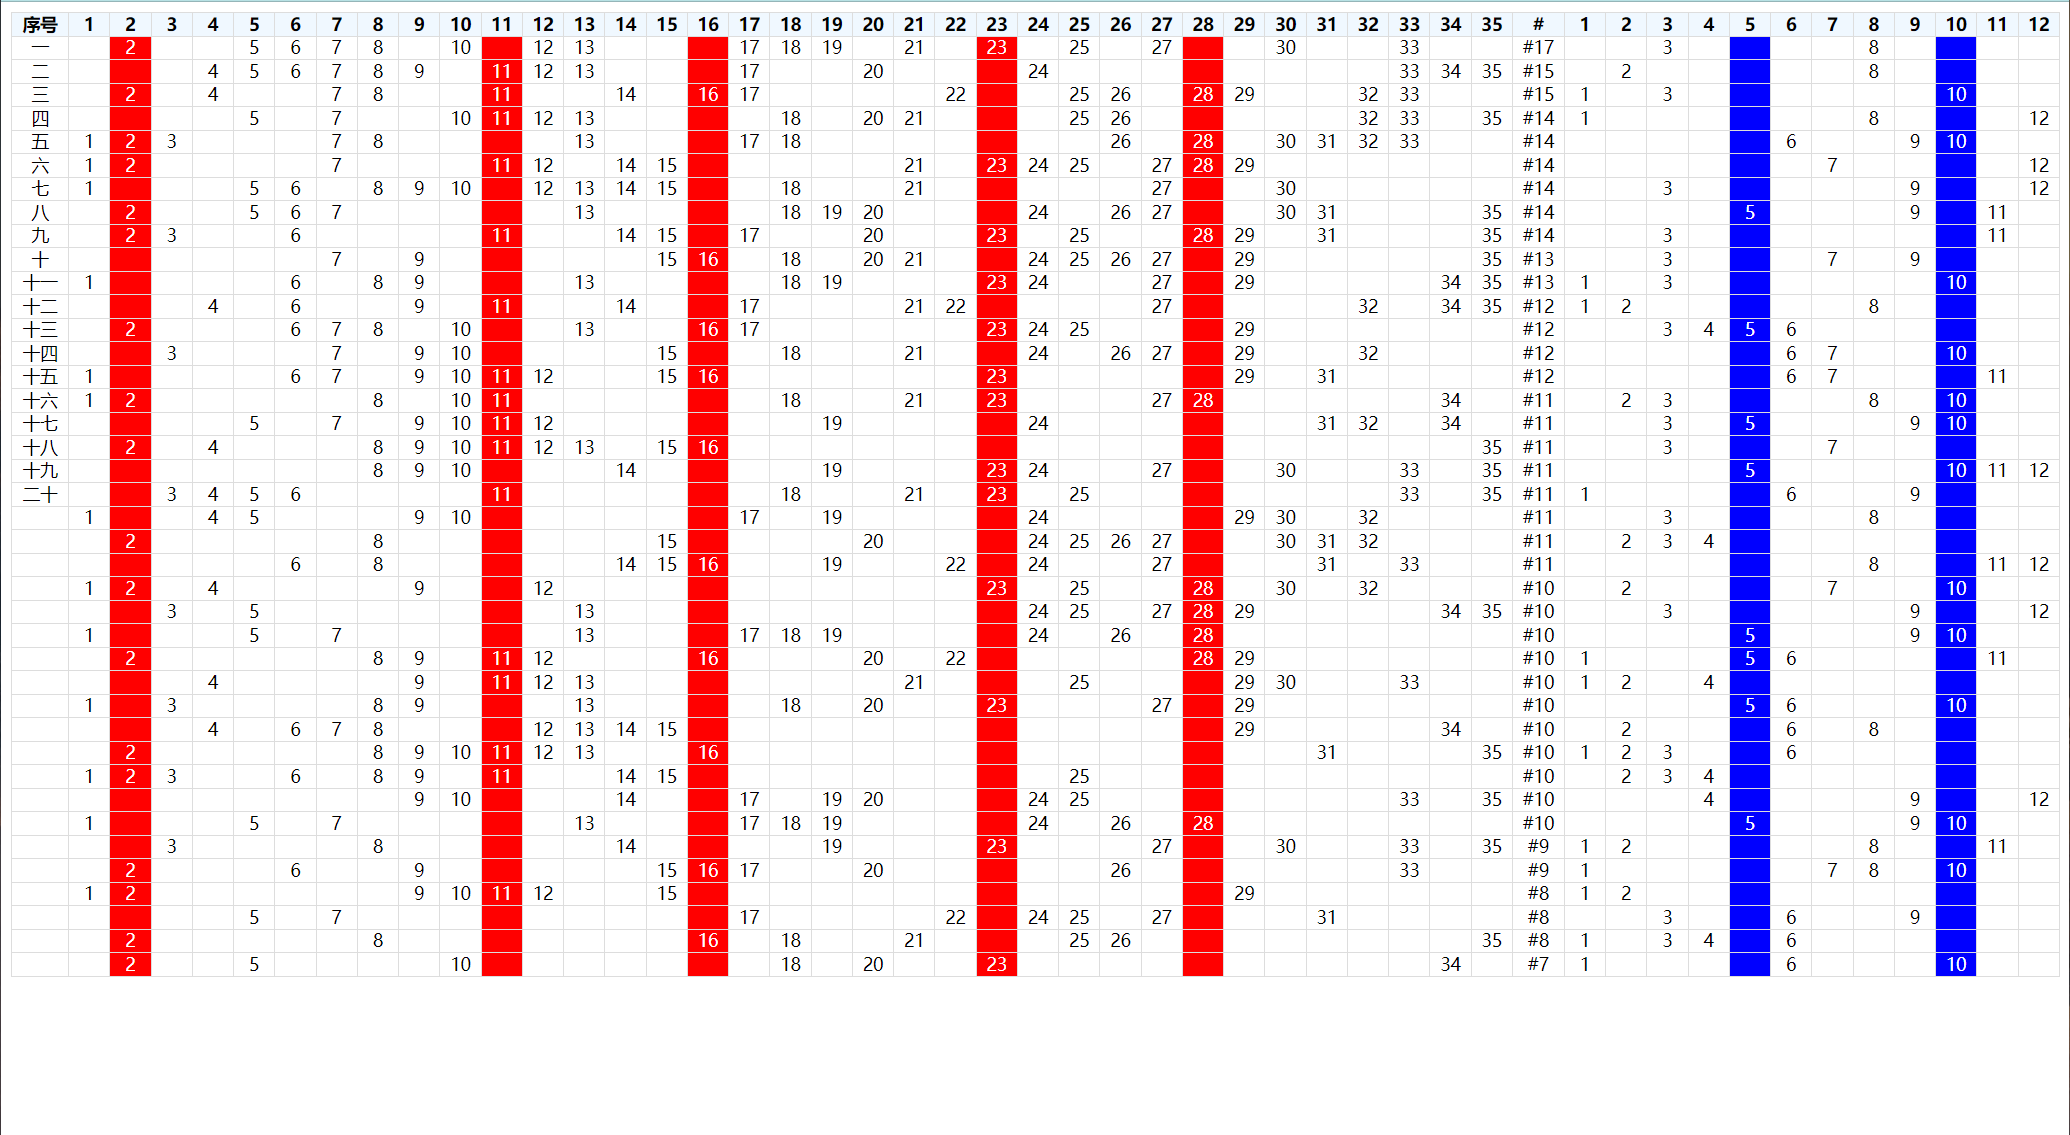 序号 1 2 3 4 5 6 7 8 9 10 11 12 13 14 15 16 17 18 19 20 21 22 23 24 25 26 27 28 29 30 31 32 33 34 35 # 1 2 3 4 5 6 7 8 9 10 11 12
一 2 5 6 7 8 10 12 13 17 18 19 21 23 25 27 30 33 #17 3 8
二 4 5 6 7 8 9 11 12 13 17 20 24 33 34 35 #15 2 8
三 2 4 7 8 11 14 16 17 22 25 26 28 29 32 33 #15 1 3 10
四 5 7 10 11 12 13 18 20 21 25 26 32 33 35 #14 1 8 12
五 1 2 3 7 8 13 17 18 26 28 30 31 32 33 #14 6 9 10
六 1 2 7 11 12 14 15 21 23 24 25 27 28 29 #14 7 12
七 1 5 6 8 9 10 12 13 14 15 18 21 27 30 #14 3 9 12
八 2 5 6 7 13 18 19 20 24 26 27 30 31 35 #14 5 9 11
九 2 3 6 11 14 15 17 20 23 25 28 29 31 35 #14 3 11
十 7 9 15 16 18 20 21 24 25 26 27 29 35 #13 3 7 9
十一 1 6 8 9 13 18 19 23 24 27 29 34 35 #13 1 3 10
十二 4 6 9 11 14 17 21 22 27 32 34 35 #12 1 2 8
十三 2 6 7 8 10 13 16 17 23 24 25 29 #12 3 4 5 6
十四 3 7 9 10 15 18 21 24 26 27 29 32 #12 6 7 10
十五 1 6 7 9 10 11 12 15 16 23 29 31 #12 6 7 11
十六 1 2 8 10 11 18 21 23 27 28 34 #11 2 3 8 10
十七 5 7 9 10 11 12 19 24 31 32 34 #11 3 5 9 10
十八 2 4 8 9 10 11 12 13 15 16 35 #11 3 7
十九 8 9 10 14 19 23 24 27 30 33 35 #11 5 10 11 12
二十 3 4 5 6 11 18 21 23 25 33 35 #11 1 6 9
1 4 5 9 10 17 19 24 29 30 32 #11 3 8
2 8 15 20 24 25 26 27 30 31 32 #11 2 3 4
6 8 14 15 16 19 22 24 27 31 33 #11 8 11 12
1 2 4 9 12 23 25 28 30 32 #10 2 7 10
3 5 13 24 25 27 28 29 34 35 #10 3 9 12
1 5 7 13 17 18 19 24 26 28 #10 5 9 10
2 8 9 11 12 16 20 22 28 29 #10 1 5 6 11
4 9 11 12 13 21 25 29 30 33 #10 1 2 4
1 3 8 9 13 18 20 23 27 29 #10 5 6 10
4 6 7 8 12 13 14 15 29 34 #10 2 6 8
2 8 9 10 11 12 13 16 31 35 #10 1 2 3 6
1 2 3 6 8 9 11 14 15 25 #10 2 3 4
9 10 14 17 19 20 24 25 33 35 #10 4 9 12
1 5 7 13 17 18 19 24 26 28 #10 5 9 10
3 8 14 19 23 27 30 33 35 #9 1 2 8 11
2 6 9 15 16 17 20 26 33 #9 1 7 8 10
1 2 9 10 11 12 15 29 #8 1 2
5 7 17 22 24 25 27 31 #8 3 6 9
2 8 16 18 21 25 26 35 #8 1 3 4 6
2 5 10 18 20 23 34 #7 1 6 10